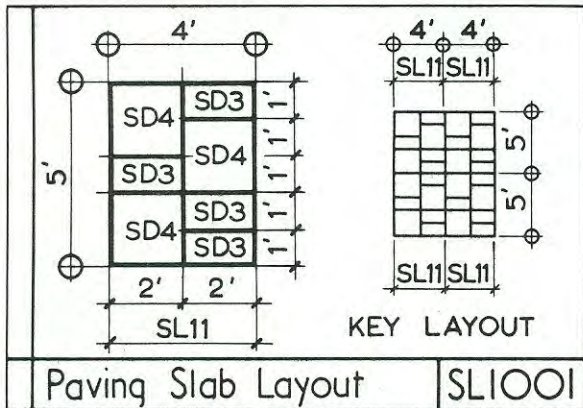 4'
4' 4'
SL11 SL11
SD4 SD3 1'
SD4 1'
SD3 1'
SD4 SD3 1'
SD3 1'
5'
5'
5'
2' 2'
SL11
SL11 SL11
KEY LAYOUT
Paving Slab Layout SL1001